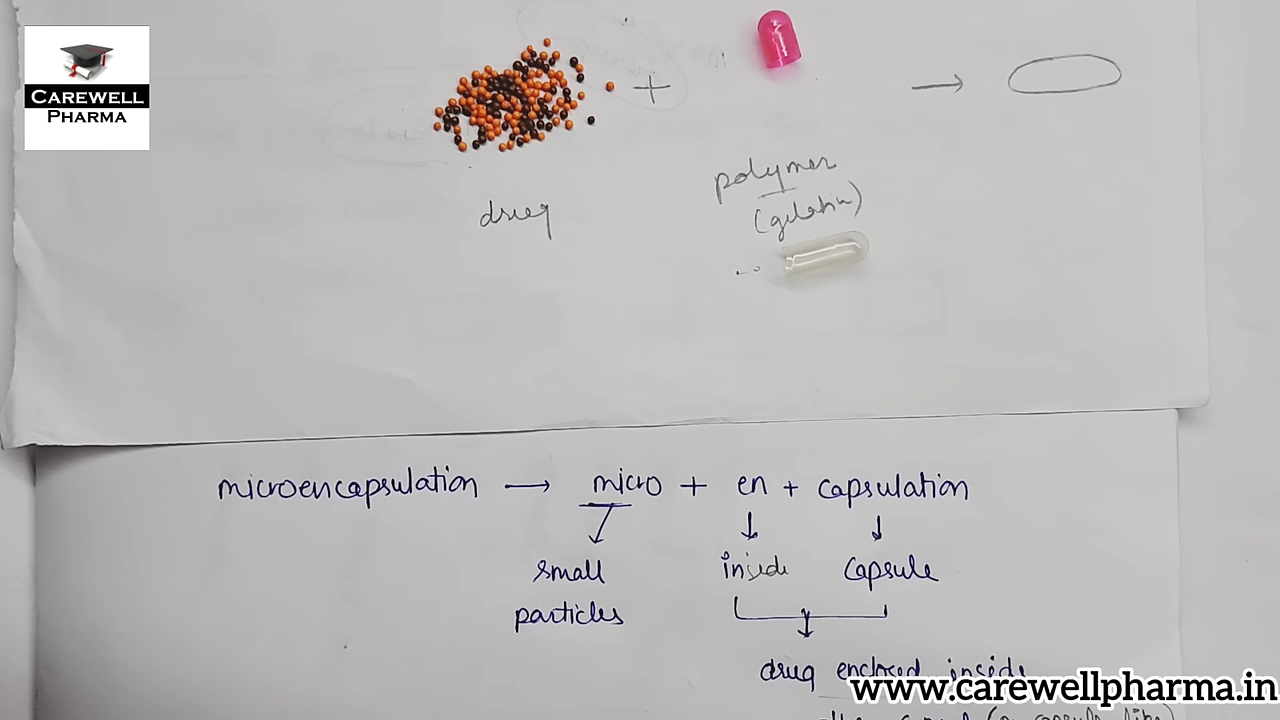 CAREWELL
PHARMA
+ →
polymer
(gelatin)
drug
microencapsulation → micro + en + capsulation
small inside capsule
particles
drug enclosed inside
www.carewellpharma.in